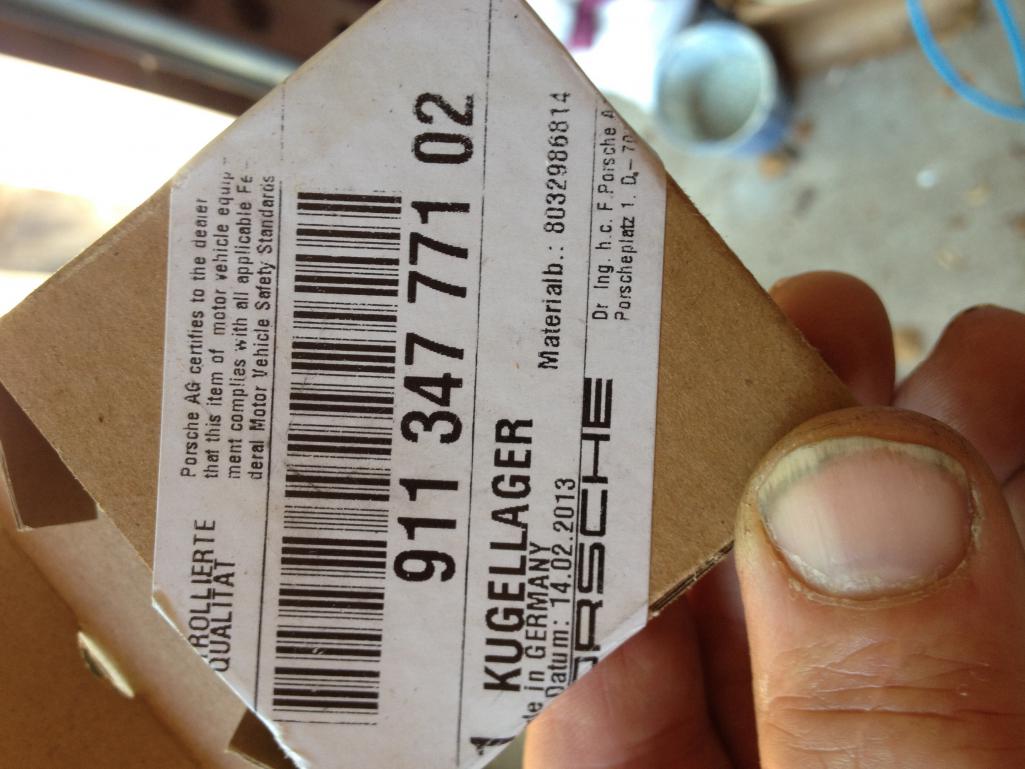 ROLLIERTE
QUALITÄT
Porsche AG certifies to the dealer
that this item of motor vehicle equip-
ment complies with all applicable Fe-
deral Motor Vehicle Safety Standards
911 347 771 02
1 KUGELLAGER
de in GERMANY
Datum: 14.02.2013
Materialb.: 8032986814
ORSCHE
Dr Ing. h.c. F.Porsche A
Porscheplatz 1, D-70